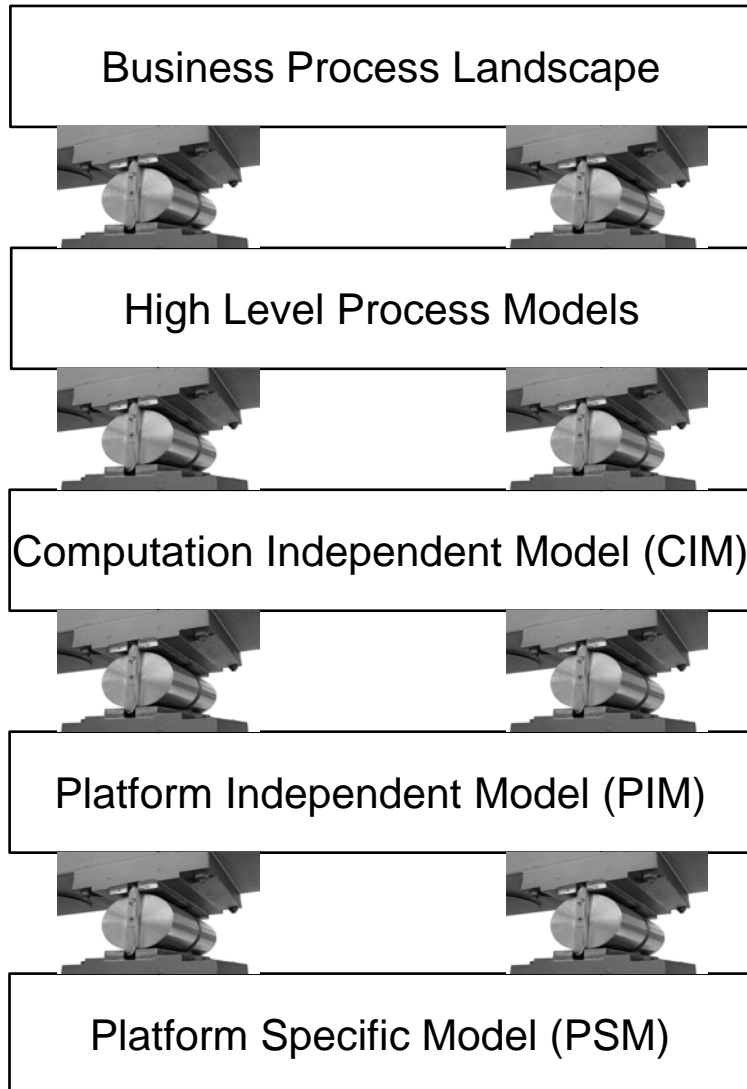 Business Process Landscape
High Level Process Models
Computation Independent Model (CIM)
Platform Independent Model (PIM)
Platform Specific Model (PSM)